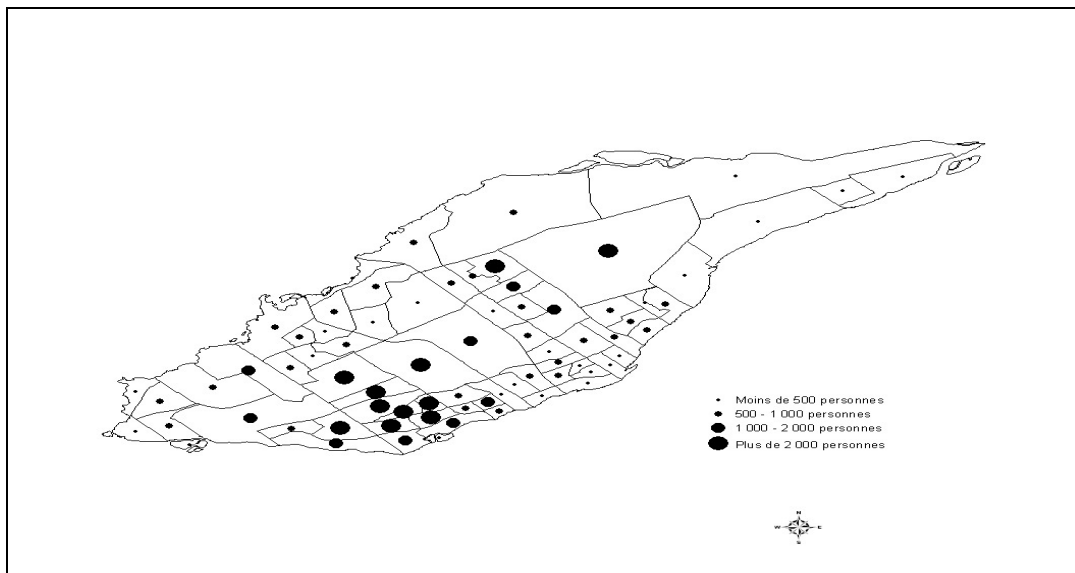 Moins de 500 personnes
500 - 1 000 personnes
1 000 - 2 000 personnes
Plus de 2 000 personnes
N
W E
S